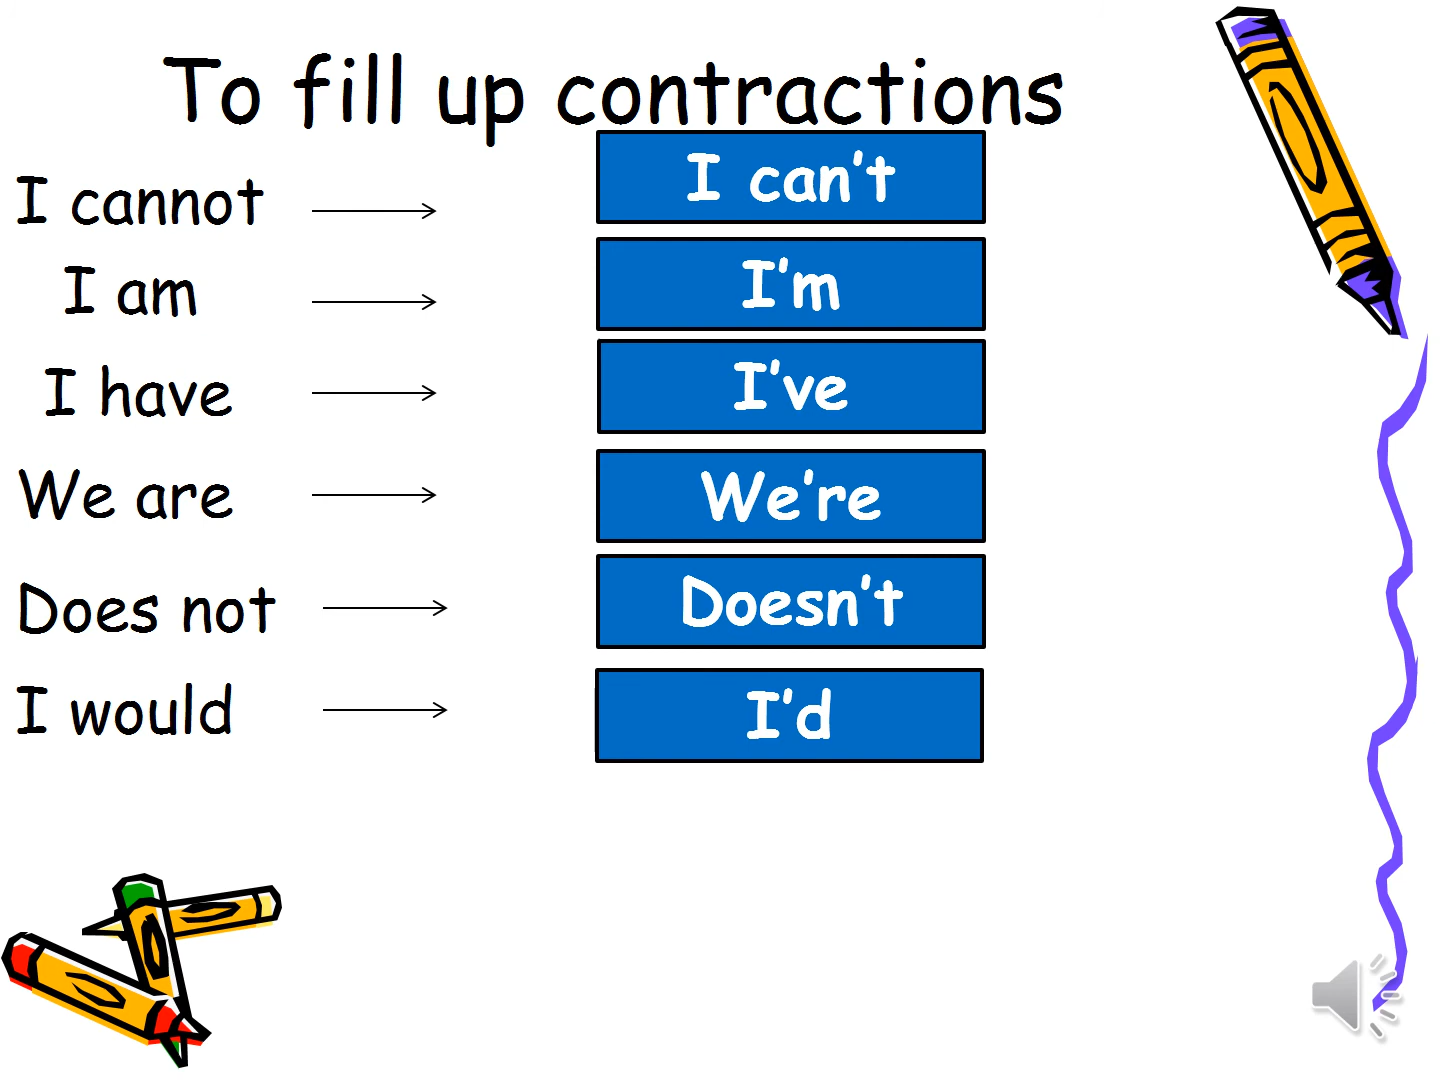 To fill up contractions
I cannot I can't
I am I'm
I have I've
We are We're
Does not Doesn't
I would I'd